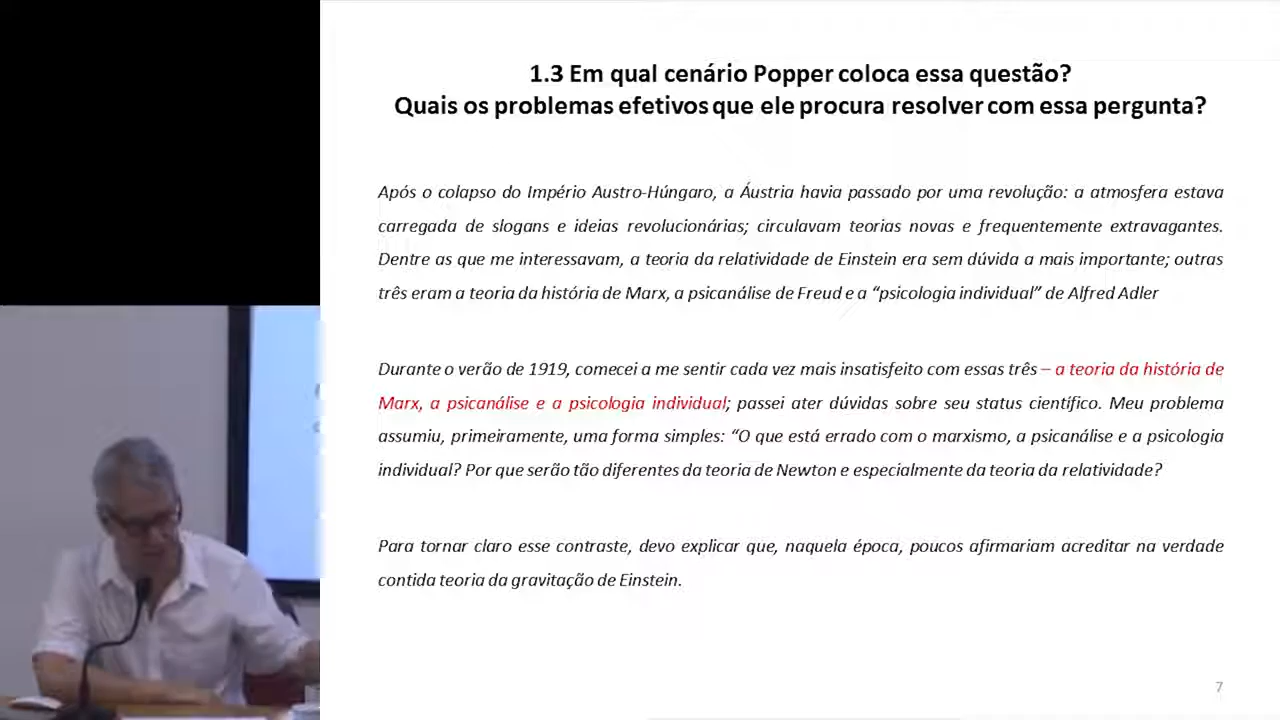 1.3 Em qual cenário Popper coloca essa questão?
Quais os problemas efetivos que ele procura resolver com essa pergunta?
Após o colapso do Império Austro-Húngaro, a Áustria havia passado por uma revolução: a atmosfera estava
carregada de slogans e ideias revolucionárias; circulavam teorias novas e frequentemente extravagantes.
Dentre as que me interessavam, a teoria da relatividade de Einstein era sem dúvida a mais importante; outras
três eram a teoria da história de Marx, a psicanálise de Freud e a “psicologia individual” de Alfred Adler
Durante o verão de 1919, comecei a me sentir cada vez mais insatisfeito com essas três – a teoria da história de
Marx, a psicanálise e a psicologia individual; passei ater dúvidas sobre seu status científico. Meu problema
assumiu, primeiramente, uma forma simples: “O que está errado com o marxismo, a psicanálise e a psicologia
individual? Por que serão tão diferentes da teoria de Newton e especialmente da teoria da relatividade?
Para tornar claro esse contraste, devo explicar que, naquela época, poucos afirmariam acreditar na verdade
contida teoria da gravitação de Einstein.
7